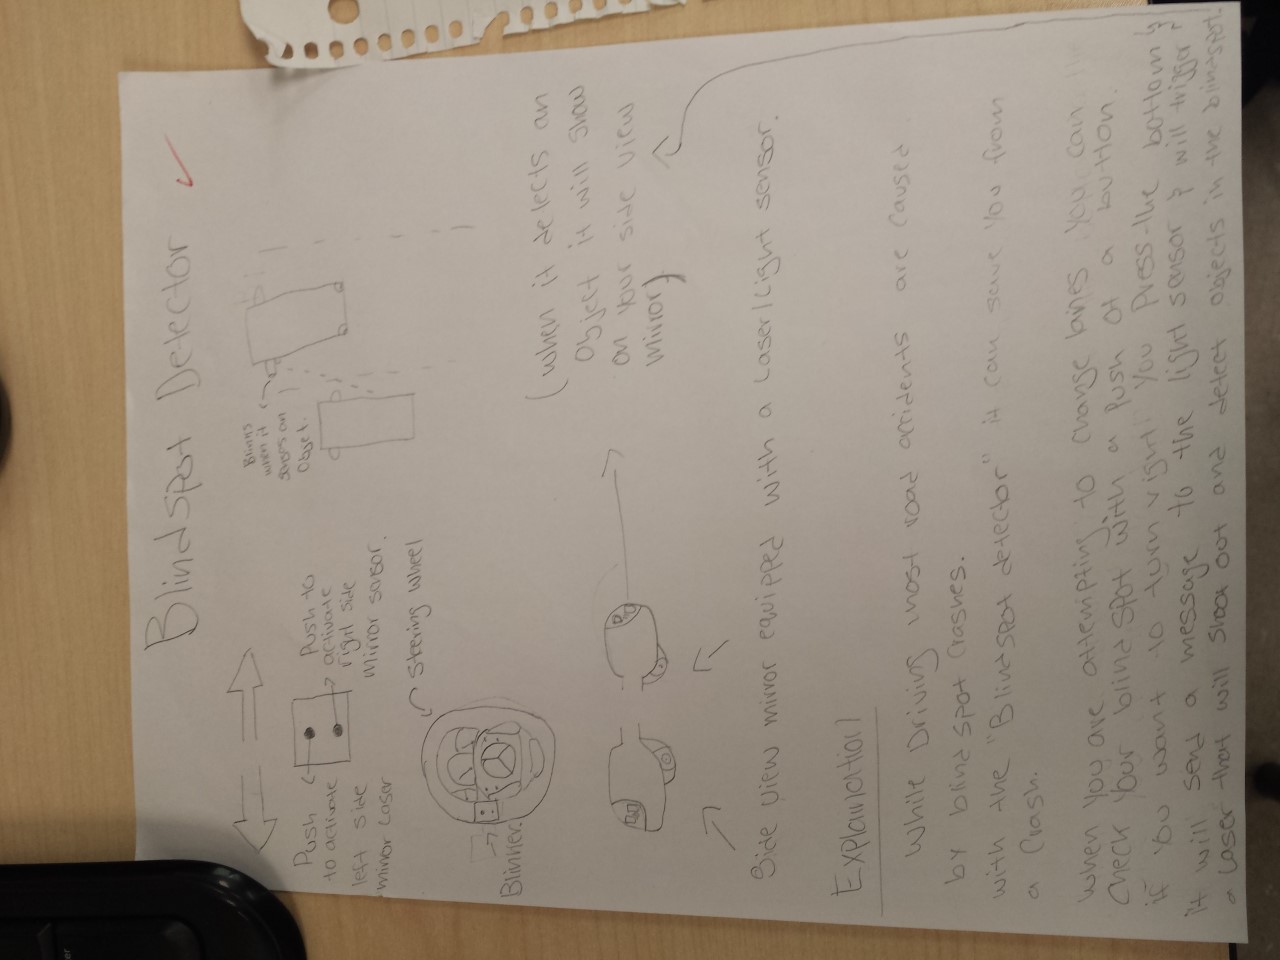 Blindspot Detector
Push
to activate
left side
mirror Laser
Push to
activate
right side
mirror sensor.
Blinks
when it
senses an
Object.
Steering wheel
Blinker.
(When it detects an
Object it will show
on your side view
mirror)
Side view mirror equipped with a Laser/Light sensor.
Explanation
While Driving most road accidents are caused
by blind spot crashes.
with the "Blindspot detector" it can save you from
a crash.
When you are attempting to change lanes you can
check your blind spot with a push of a button.
if you want to turn right you press the bottom &
it will send a message to the light sensor & will trigger
a Laser that will shoot out and detect objects in the blindspot.